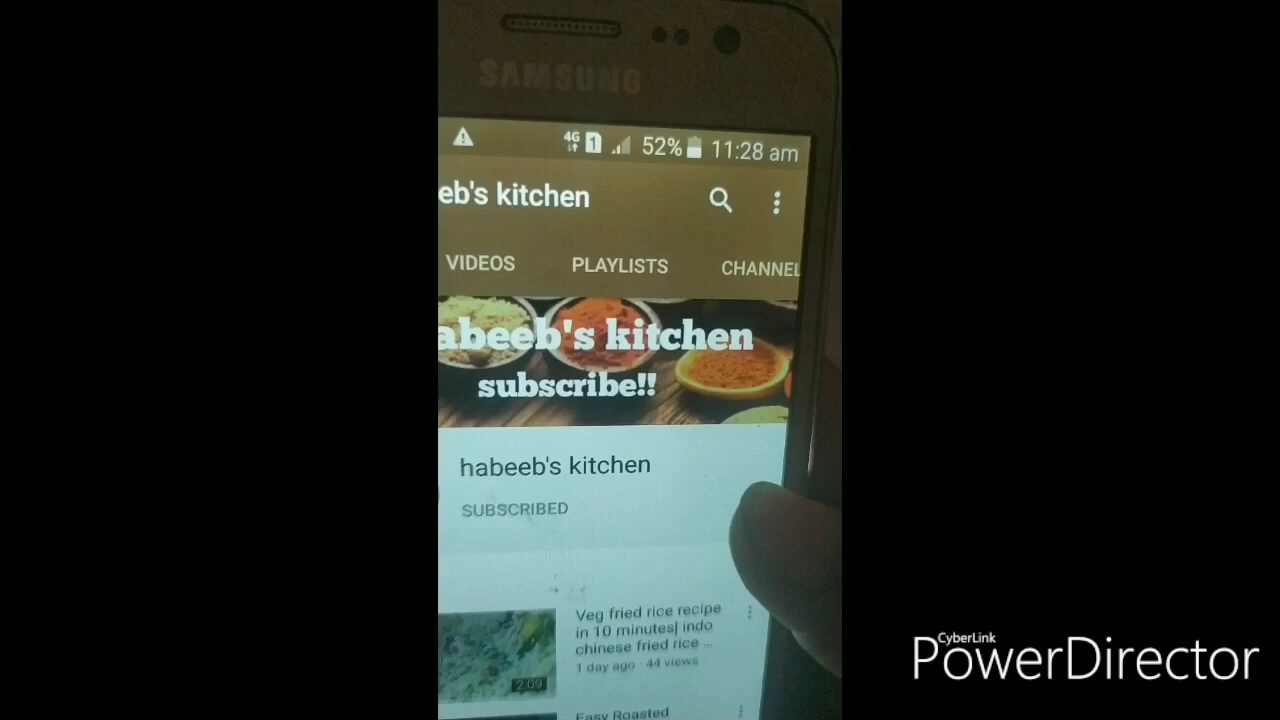 SAMSUNG
4G 1 52% 11:28 am
eb's kitchen
VIDEOS PLAYLISTS CHANNEL
abeeb's kitchen
subscribe!!
habeeb's kitchen
SUBSCRIBED
Veg fried rice recipe
in 10 minutes| indo
chinese fried rice ...
1 day ago · 44 views
2:09
Easy Roasted
CyberLink
PowerDirector